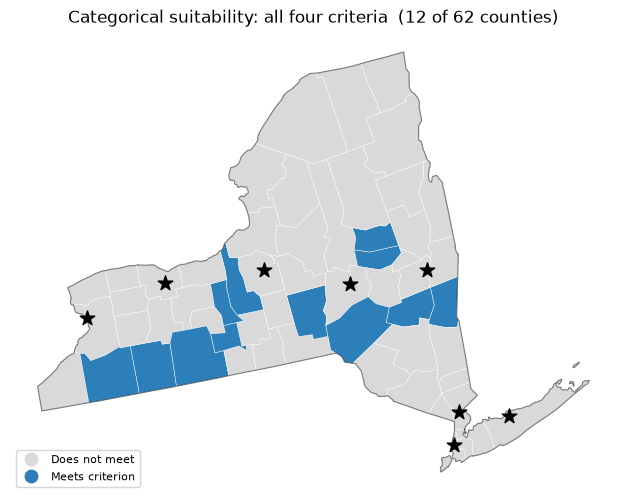 Categorical suitability: all four criteria  (12 of 62 counties)
Does not meet
Meets criterion